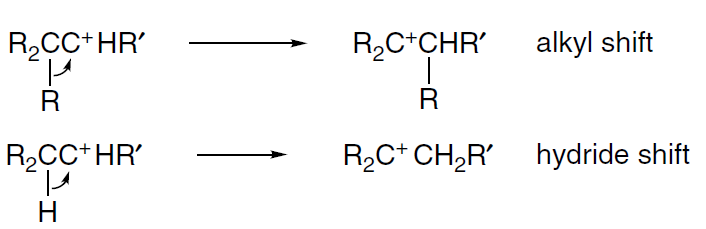 R₂CC⁺HR′ R₂C⁺CHR′ alkyl shift
R R
R₂CC⁺HR′ R₂C⁺CH₂R′ hydride shift
H